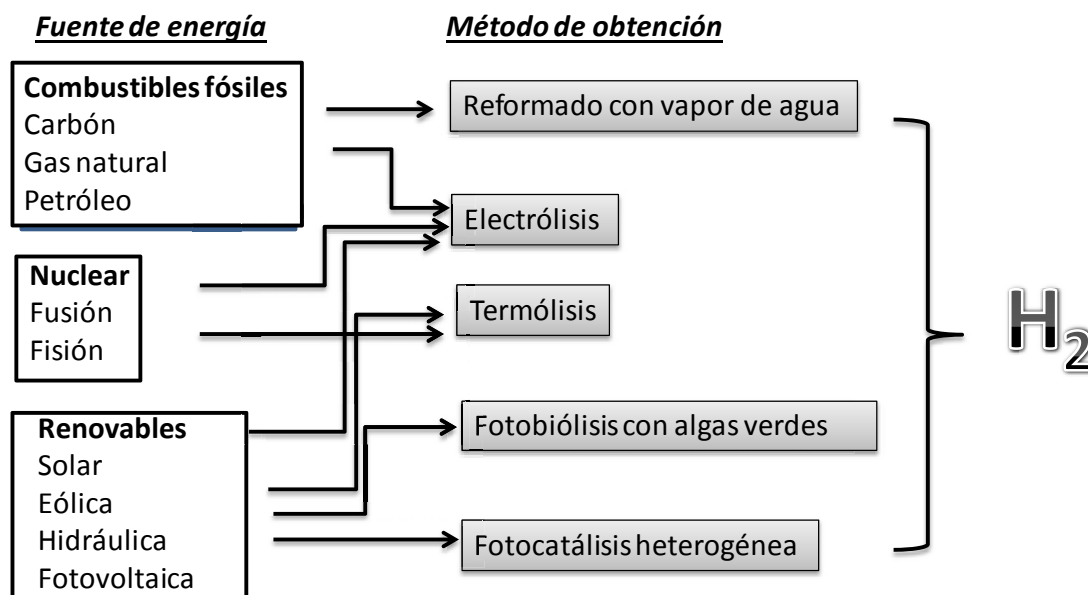 Fuente de energía
Método de obtención
Combustibles fósiles
Carbón
Gas natural
Petróleo
Reformado con vapor de agua
Electrólisis
Nuclear
Fusión
Fisión
Termólisis
H2
Renovables
Solar
Eólica
Hidráulica
Fotovoltaica
Fotobiólisis con algas verdes
Fotocatálisis heterogénea